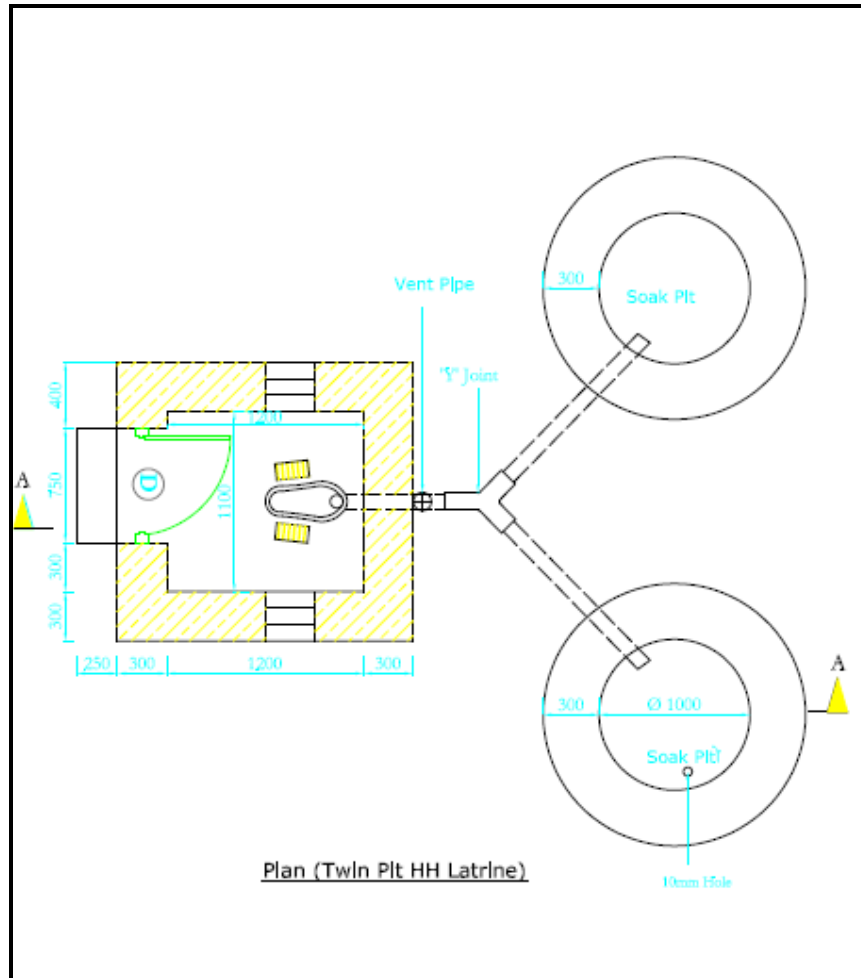 300
Soak Pit
Vent Pipe
"Y" Joint
400
1200
A
750
D
1100
300
300
250
300
1200
300
A
300
Ø 1000
Soak Pit
10mm Hole
Plan (Twin Pit HH Latrine)